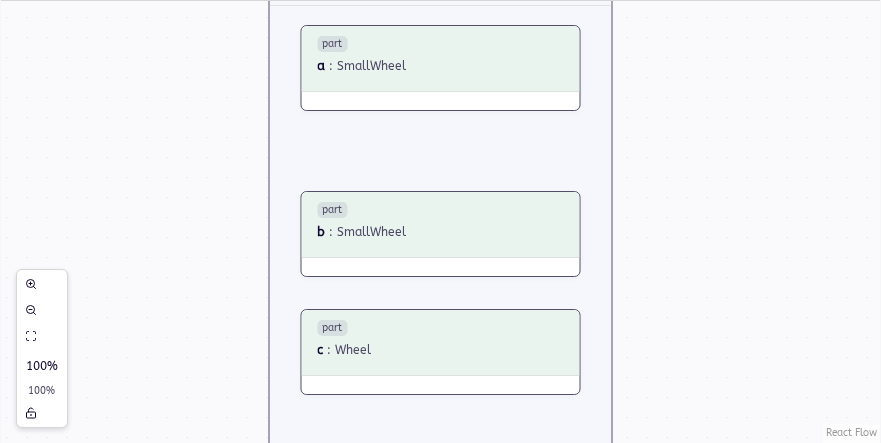 part
a : SmallWheel
part
b : SmallWheel
part
c : Wheel
100%
100%
React Flow